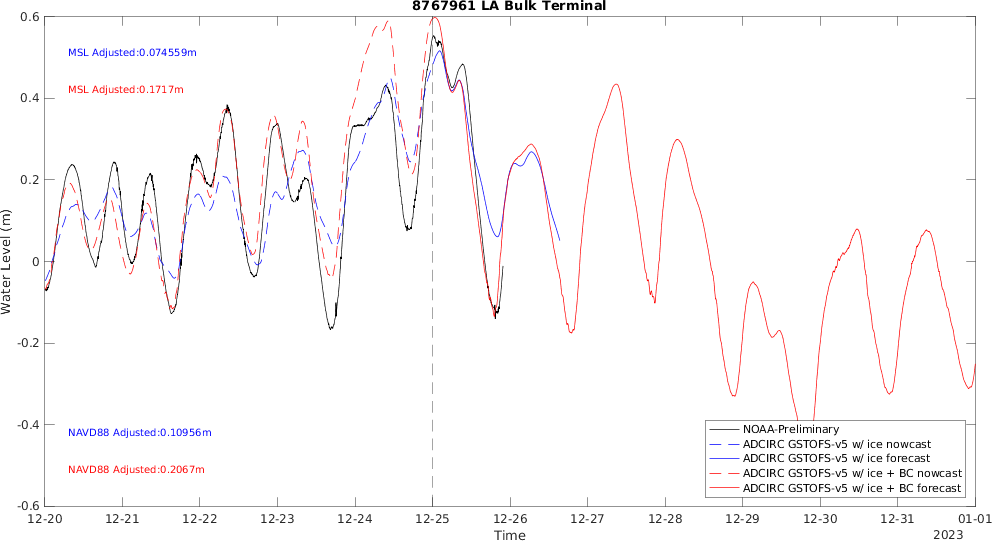 8767961 LA Bulk Terminal
MSL Adjusted:0.074559m
MSL Adjusted:0.1717m
NAVD88 Adjusted:0.10956m
NAVD88 Adjusted:0.2067m
Water Level (m)
0.6
0.4
0.2
0
-0.2
-0.4
-0.6
NOAA-Preliminary
ADCIRC GSTOFS-v5 w/ ice nowcast
ADCIRC GSTOFS-v5 w/ ice forecast
ADCIRC GSTOFS-v5 w/ ice + BC nowcast
ADCIRC GSTOFS-v5 w/ ice + BC forecast
12-20 12-21 12-22 12-23 12-24 12-25 12-26 12-27 12-28 12-29 12-30 12-31 01-01
Time
2023